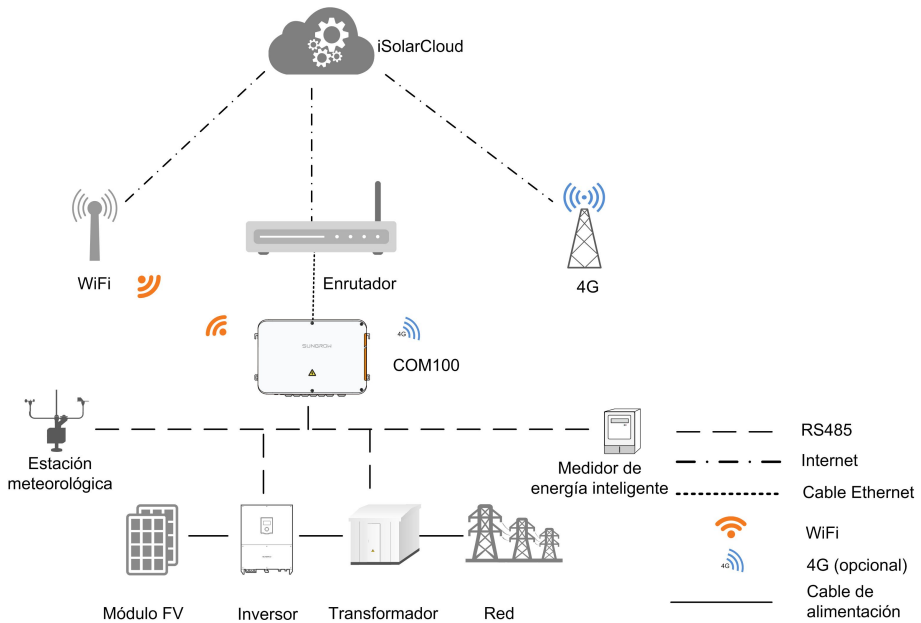 iSolarCloud
WiFi
Enrutador
4G
4G
SUNGROW
COM100
Estación
meteorológica
Medidor de
energía inteligente
RS485
Internet
Cable Ethernet
WiFi
4G
4G (opcional)
Cable de
alimentación
Módulo FV
Inversor
Transformador
Red